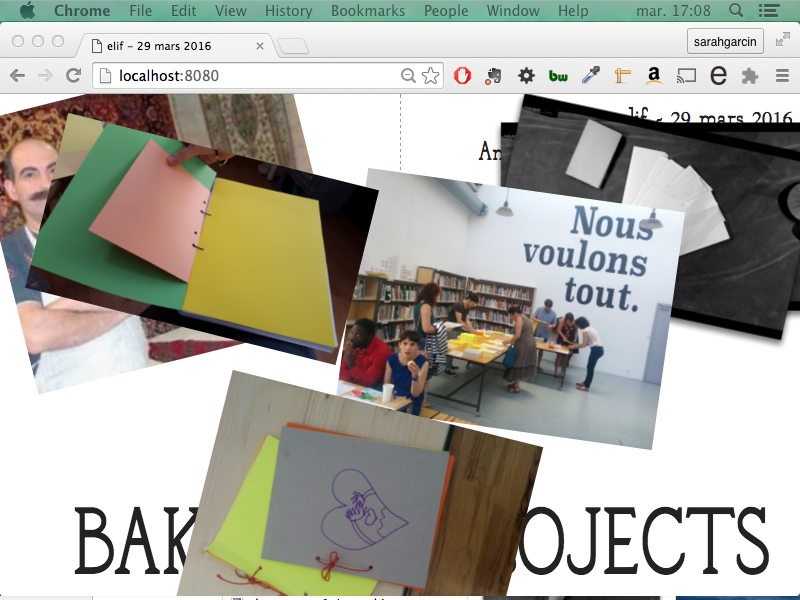 Chrome File Edit View History Bookmarks People Window Help mar. 17:08
elif – 29 mars 2016
sarahgarcin
localhost:8080
bw
a
e
elif - 29 mars 2016
An
Nous
voulons
tout.
BAK OJECTS